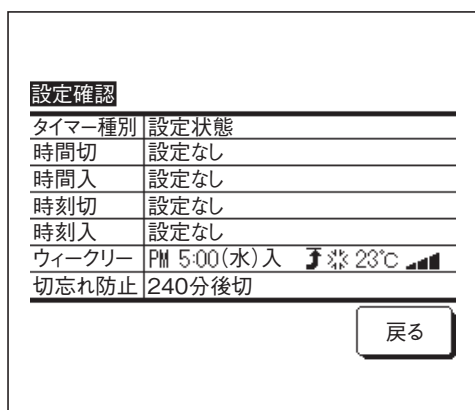 設定確認
タイマー種別 設定状態
時間切 設定なし
時間入 設定なし
時刻切 設定なし
時刻入 設定なし
ウィークリー PM 5:00(水)入 23℃
切忘れ防止 240分後切
戻る